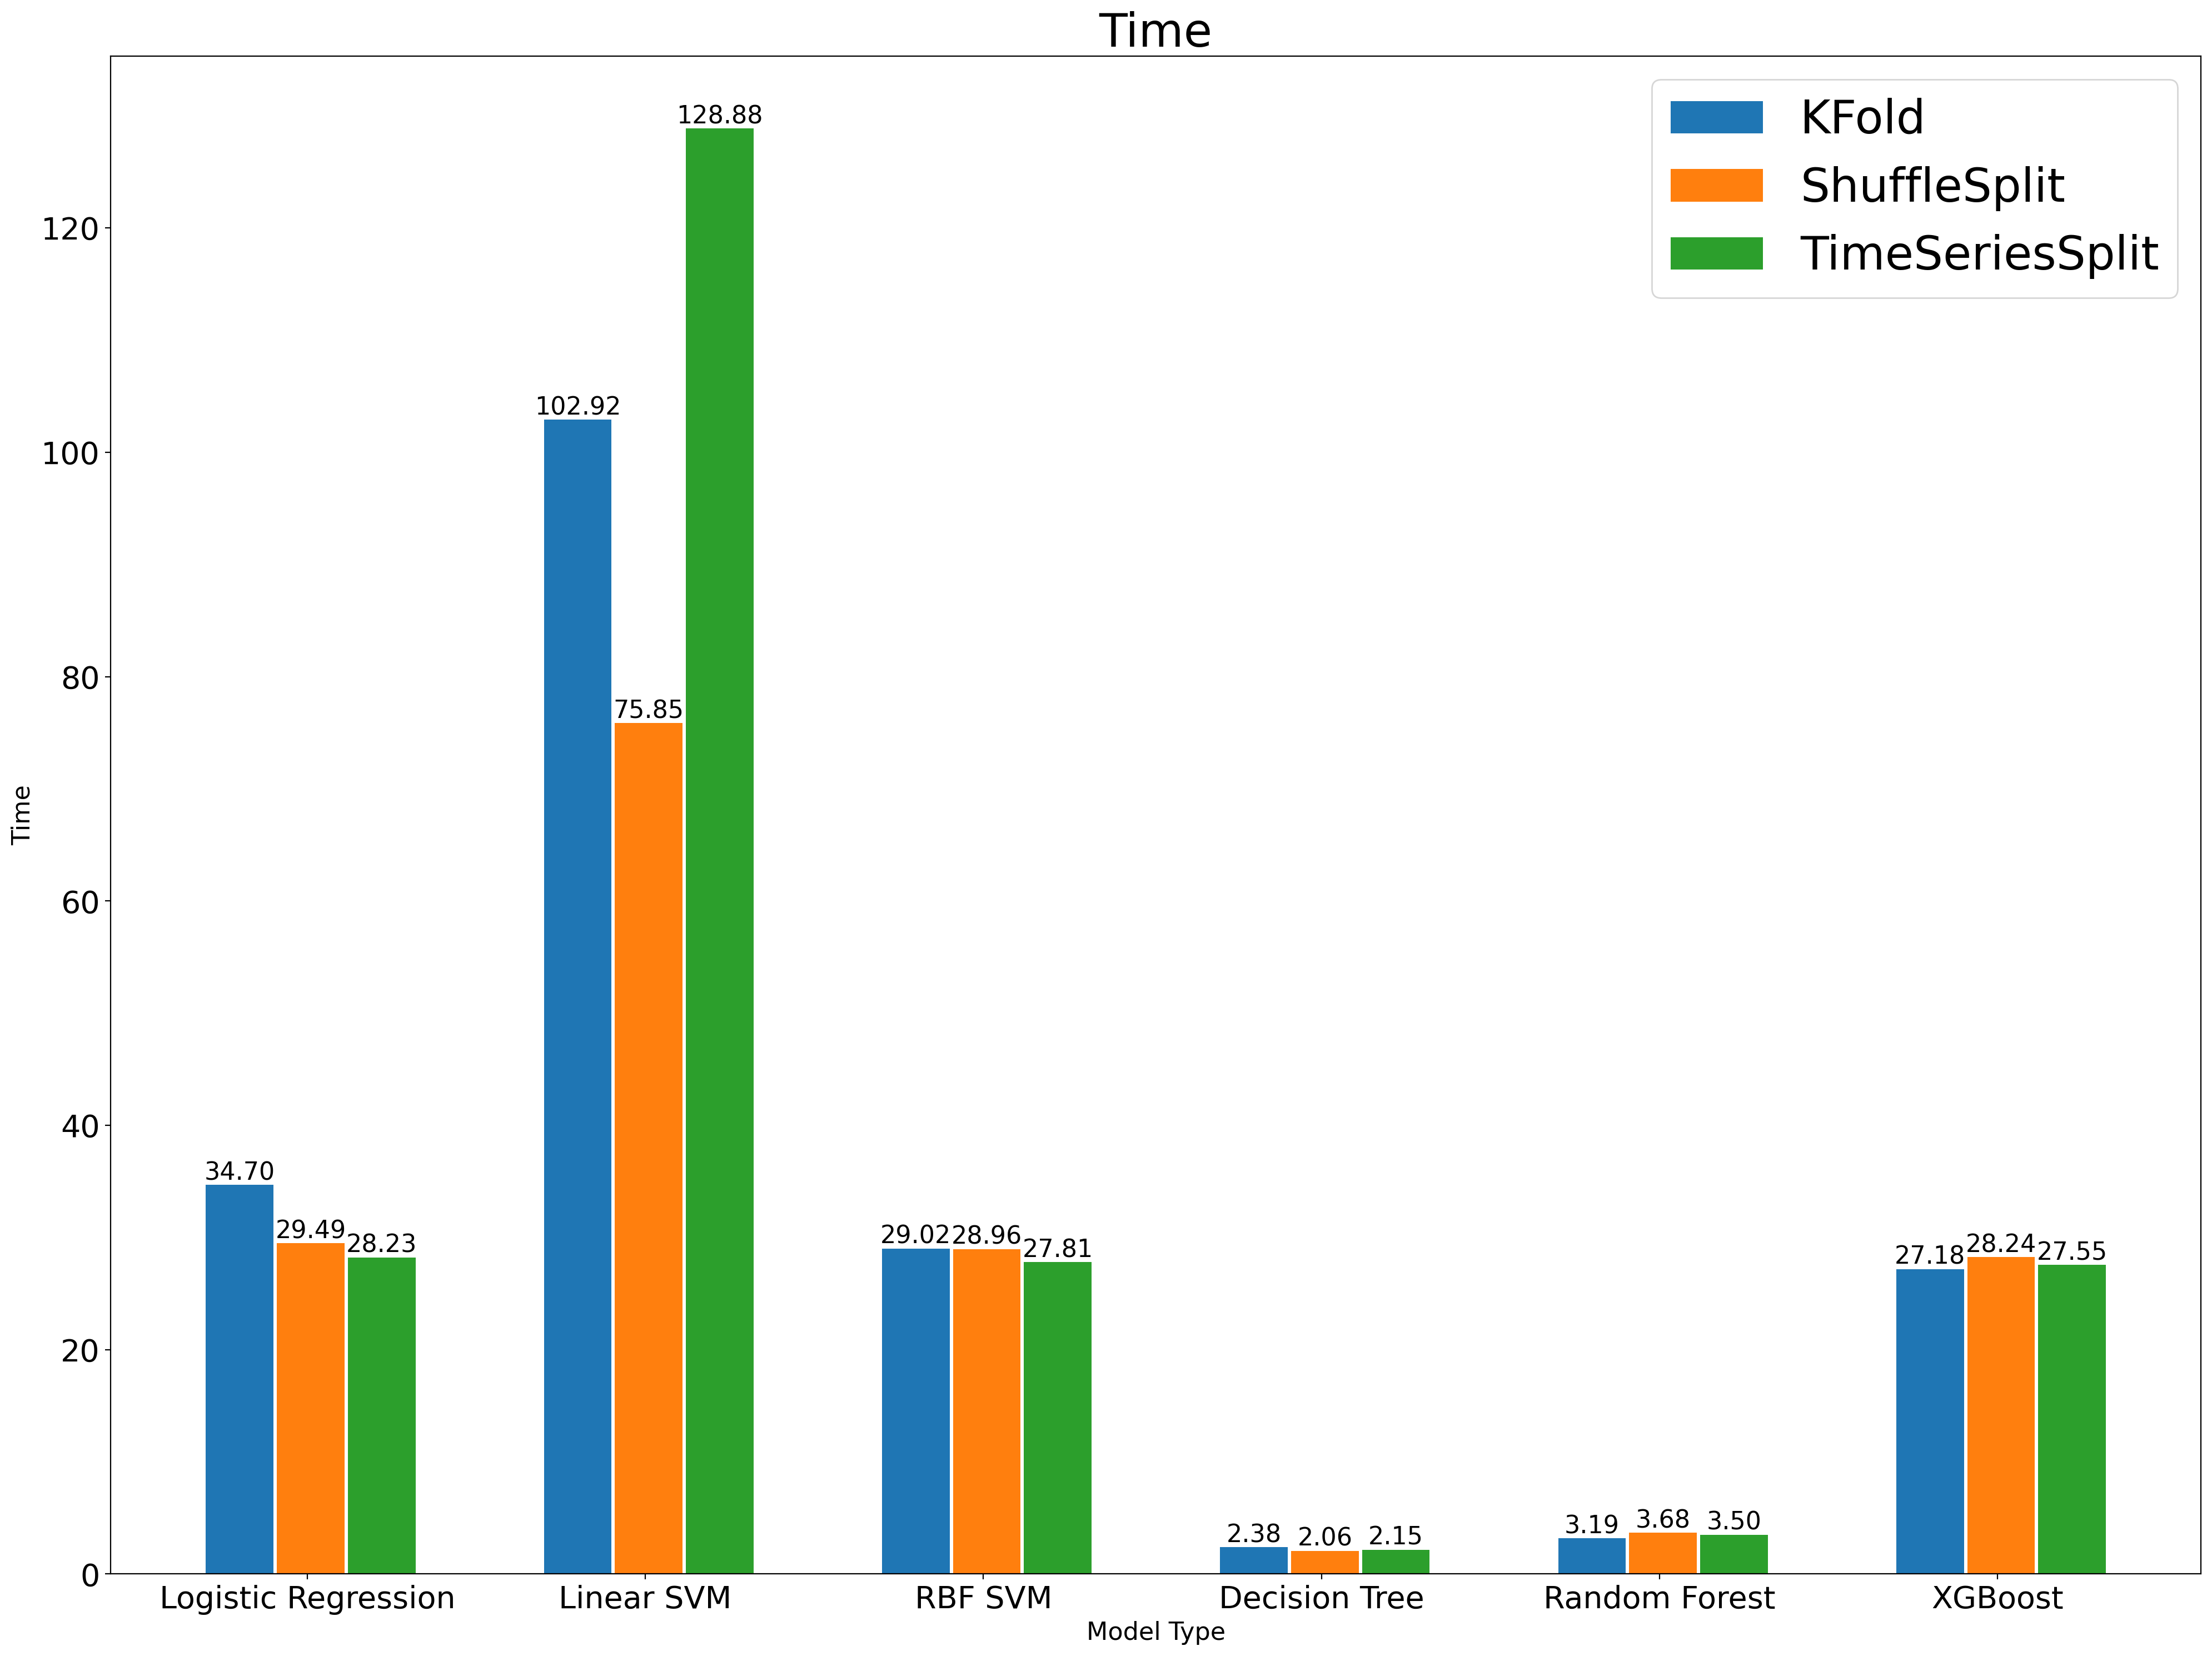 Time
KFold
ShuffleSplit
TimeSeriesSplit
Time
120
100
80
60
40
20
0
34.70
29.49
28.23
102.92
75.85
128.88
29.02
28.96
27.81
2.38
2.06
2.15
3.19
3.68
3.50
27.18
28.24
27.55
Logistic Regression
Linear SVM
RBF SVM
Decision Tree
Random Forest
XGBoost
Model Type